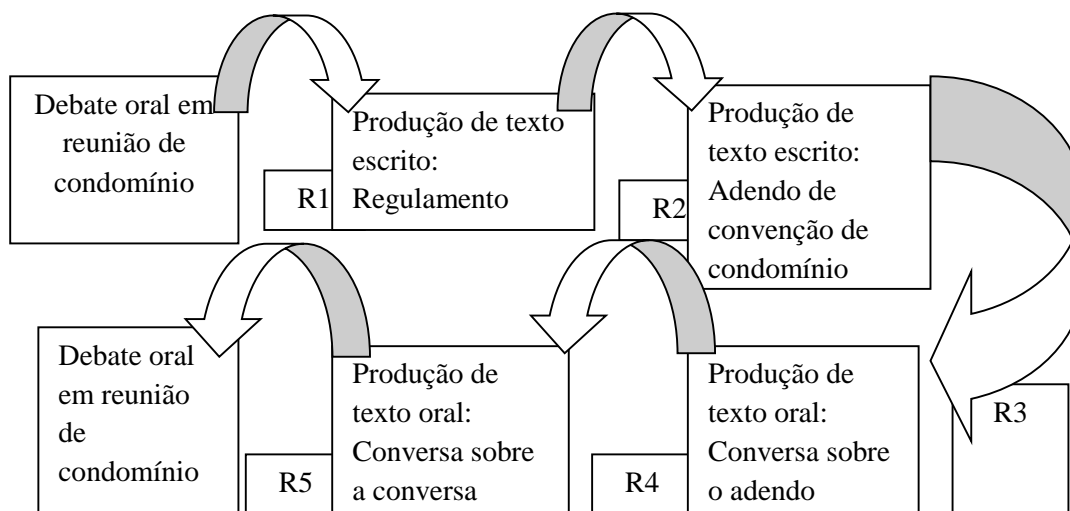 Debate oral em
reunião de
condomínio
R1
Produção de texto
escrito:
Regulamento
R2
Produção de
texto escrito:
Adendo de
convenção de
condomínio
R3
Produção de
texto oral:
Conversa sobre
o adendo
R4
Produção de
texto oral:
Conversa sobre
a conversa
R5
Debate oral
em reunião
de
condomínio